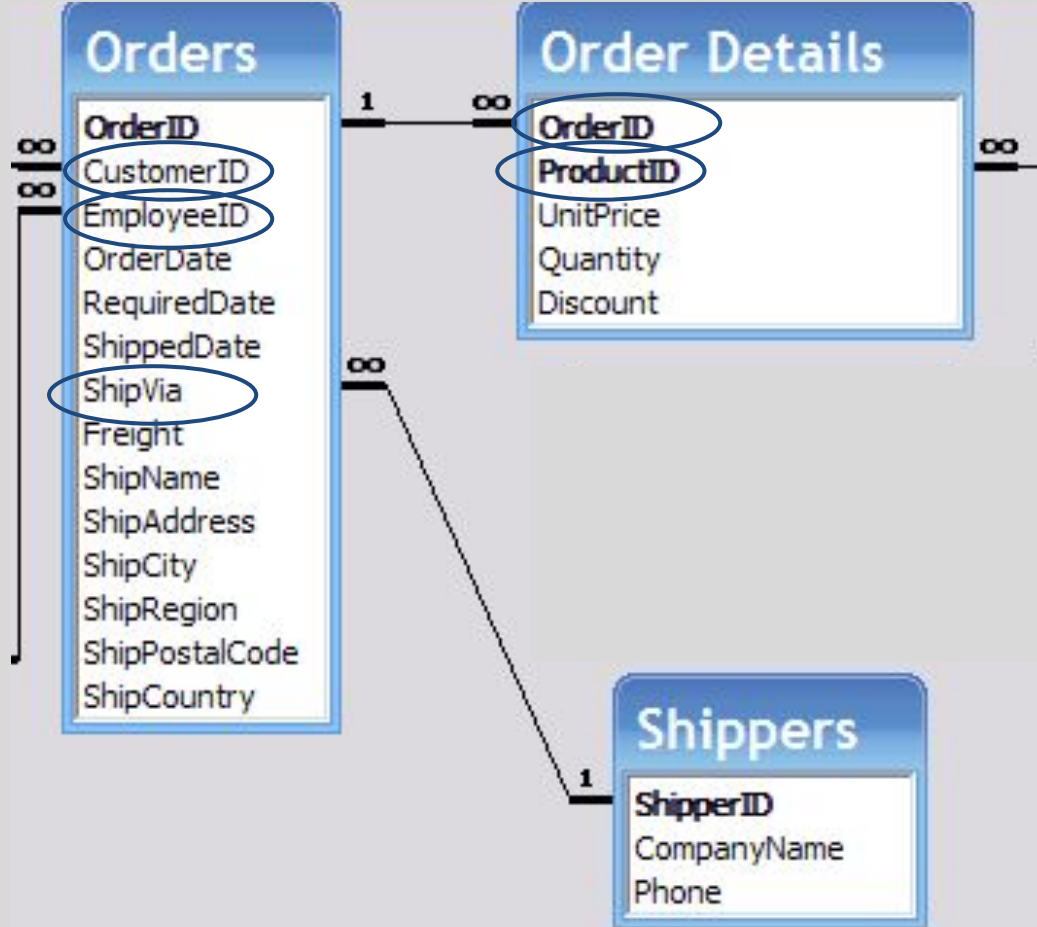 Orders
OrderID
CustomerID
EmployeeID
OrderDate
RequiredDate
ShippedDate
ShipVia
Freight
ShipName
ShipAddress
ShipCity
ShipRegion
ShipPostalCode
ShipCountry
∞
∞
1
∞
Order Details
OrderID
ProductID
UnitPrice
Quantity
Discount
∞
∞
1
Shippers
ShipperID
CompanyName
Phone